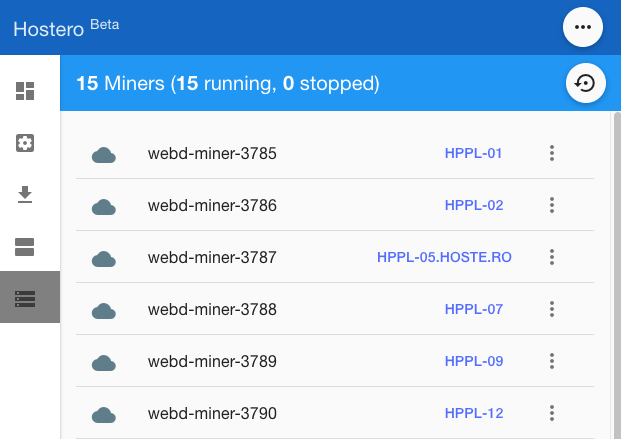 Hostero Beta
15 Miners (15 running, 0 stopped)
webd-miner-3785 HPPL-01
webd-miner-3786 HPPL-02
webd-miner-3787 HPPL-05.HOSTE.RO
webd-miner-3788 HPPL-07
webd-miner-3789 HPPL-09
webd-miner-3790 HPPL-12